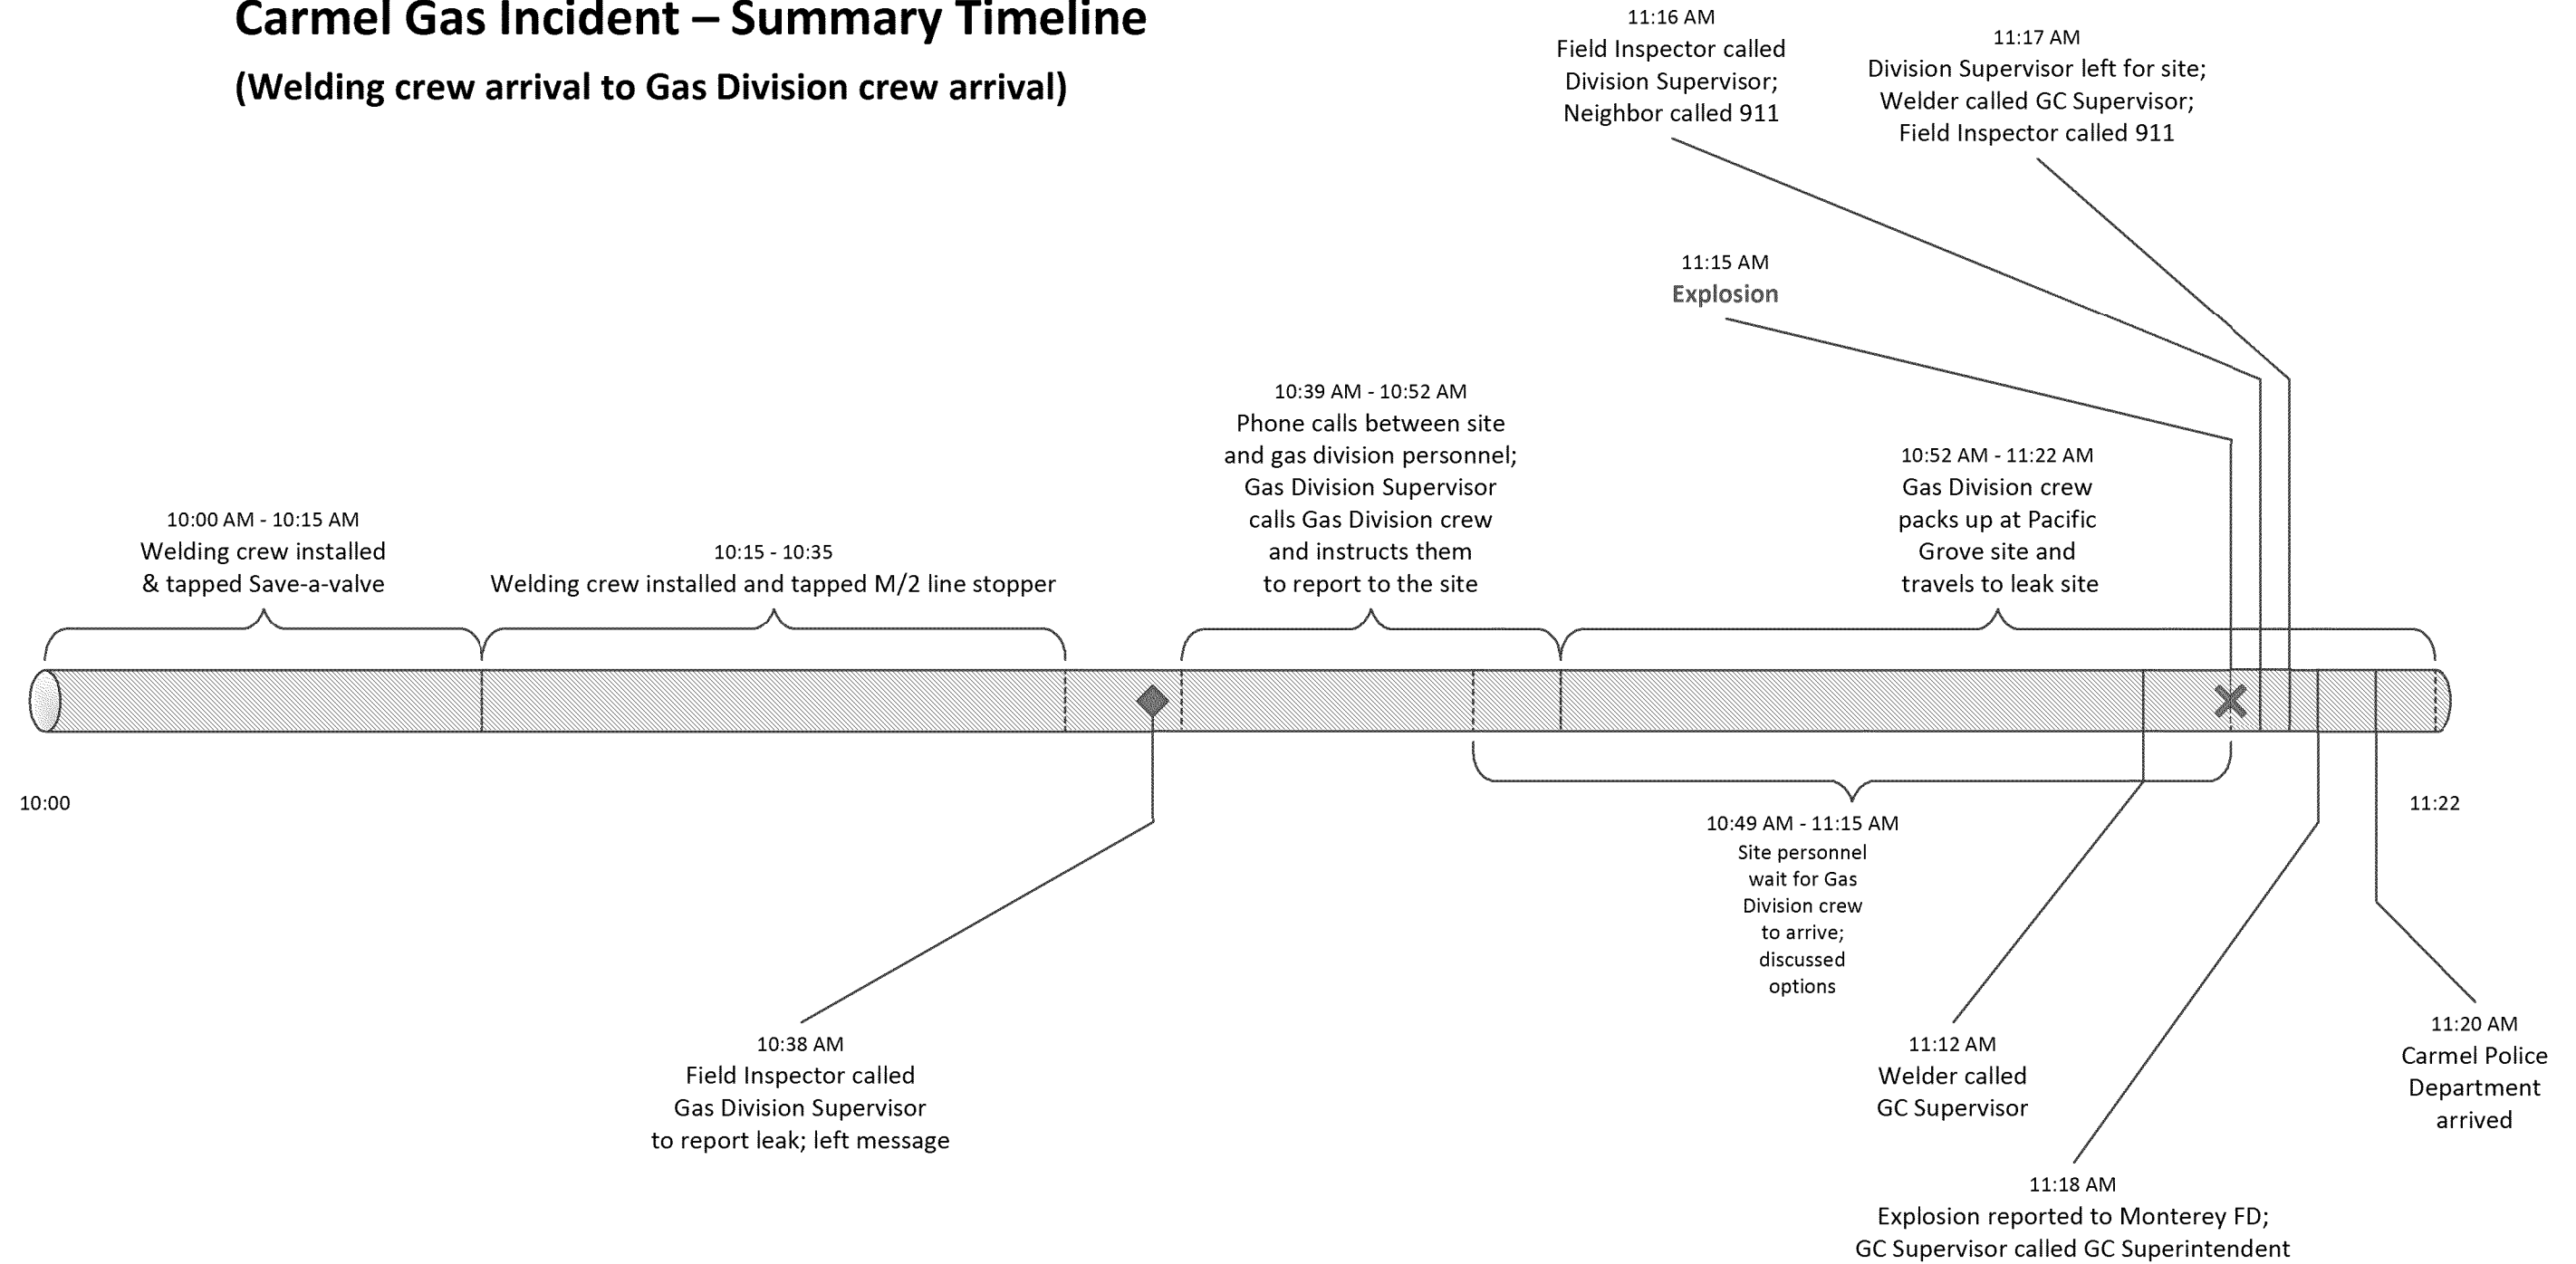 Carmel Gas Incident – Summary Timeline
(Welding crew arrival to Gas Division crew arrival)
11:16 AM
Field Inspector called
Division Supervisor;
Neighbor called 911
11:17 AM
Division Supervisor left for site;
Welder called GC Supervisor;
Field Inspector called 911
11:15 AM
Explosion
10:00 AM - 10:15 AM
Welding crew installed
& tapped Save-a-valve
10:15 - 10:35
Welding crew installed and tapped M/2 line stopper
10:39 AM - 10:52 AM
Phone calls between site
and gas division personnel;
Gas Division Supervisor
calls Gas Division crew
and instructs them
to report to the site
10:52 AM - 11:22 AM
Gas Division crew
packs up at Pacific
Grove site and
travels to leak site
10:00
11:22
10:38 AM
Field Inspector called
Gas Division Supervisor
to report leak; left message
10:49 AM - 11:15 AM
Site personnel
wait for Gas
Division crew
to arrive;
discussed
options
11:12 AM
Welder called
GC Supervisor
11:18 AM
Explosion reported to Monterey FD;
GC Supervisor called GC Superintendent
11:20 AM
Carmel Police
Department
arrived